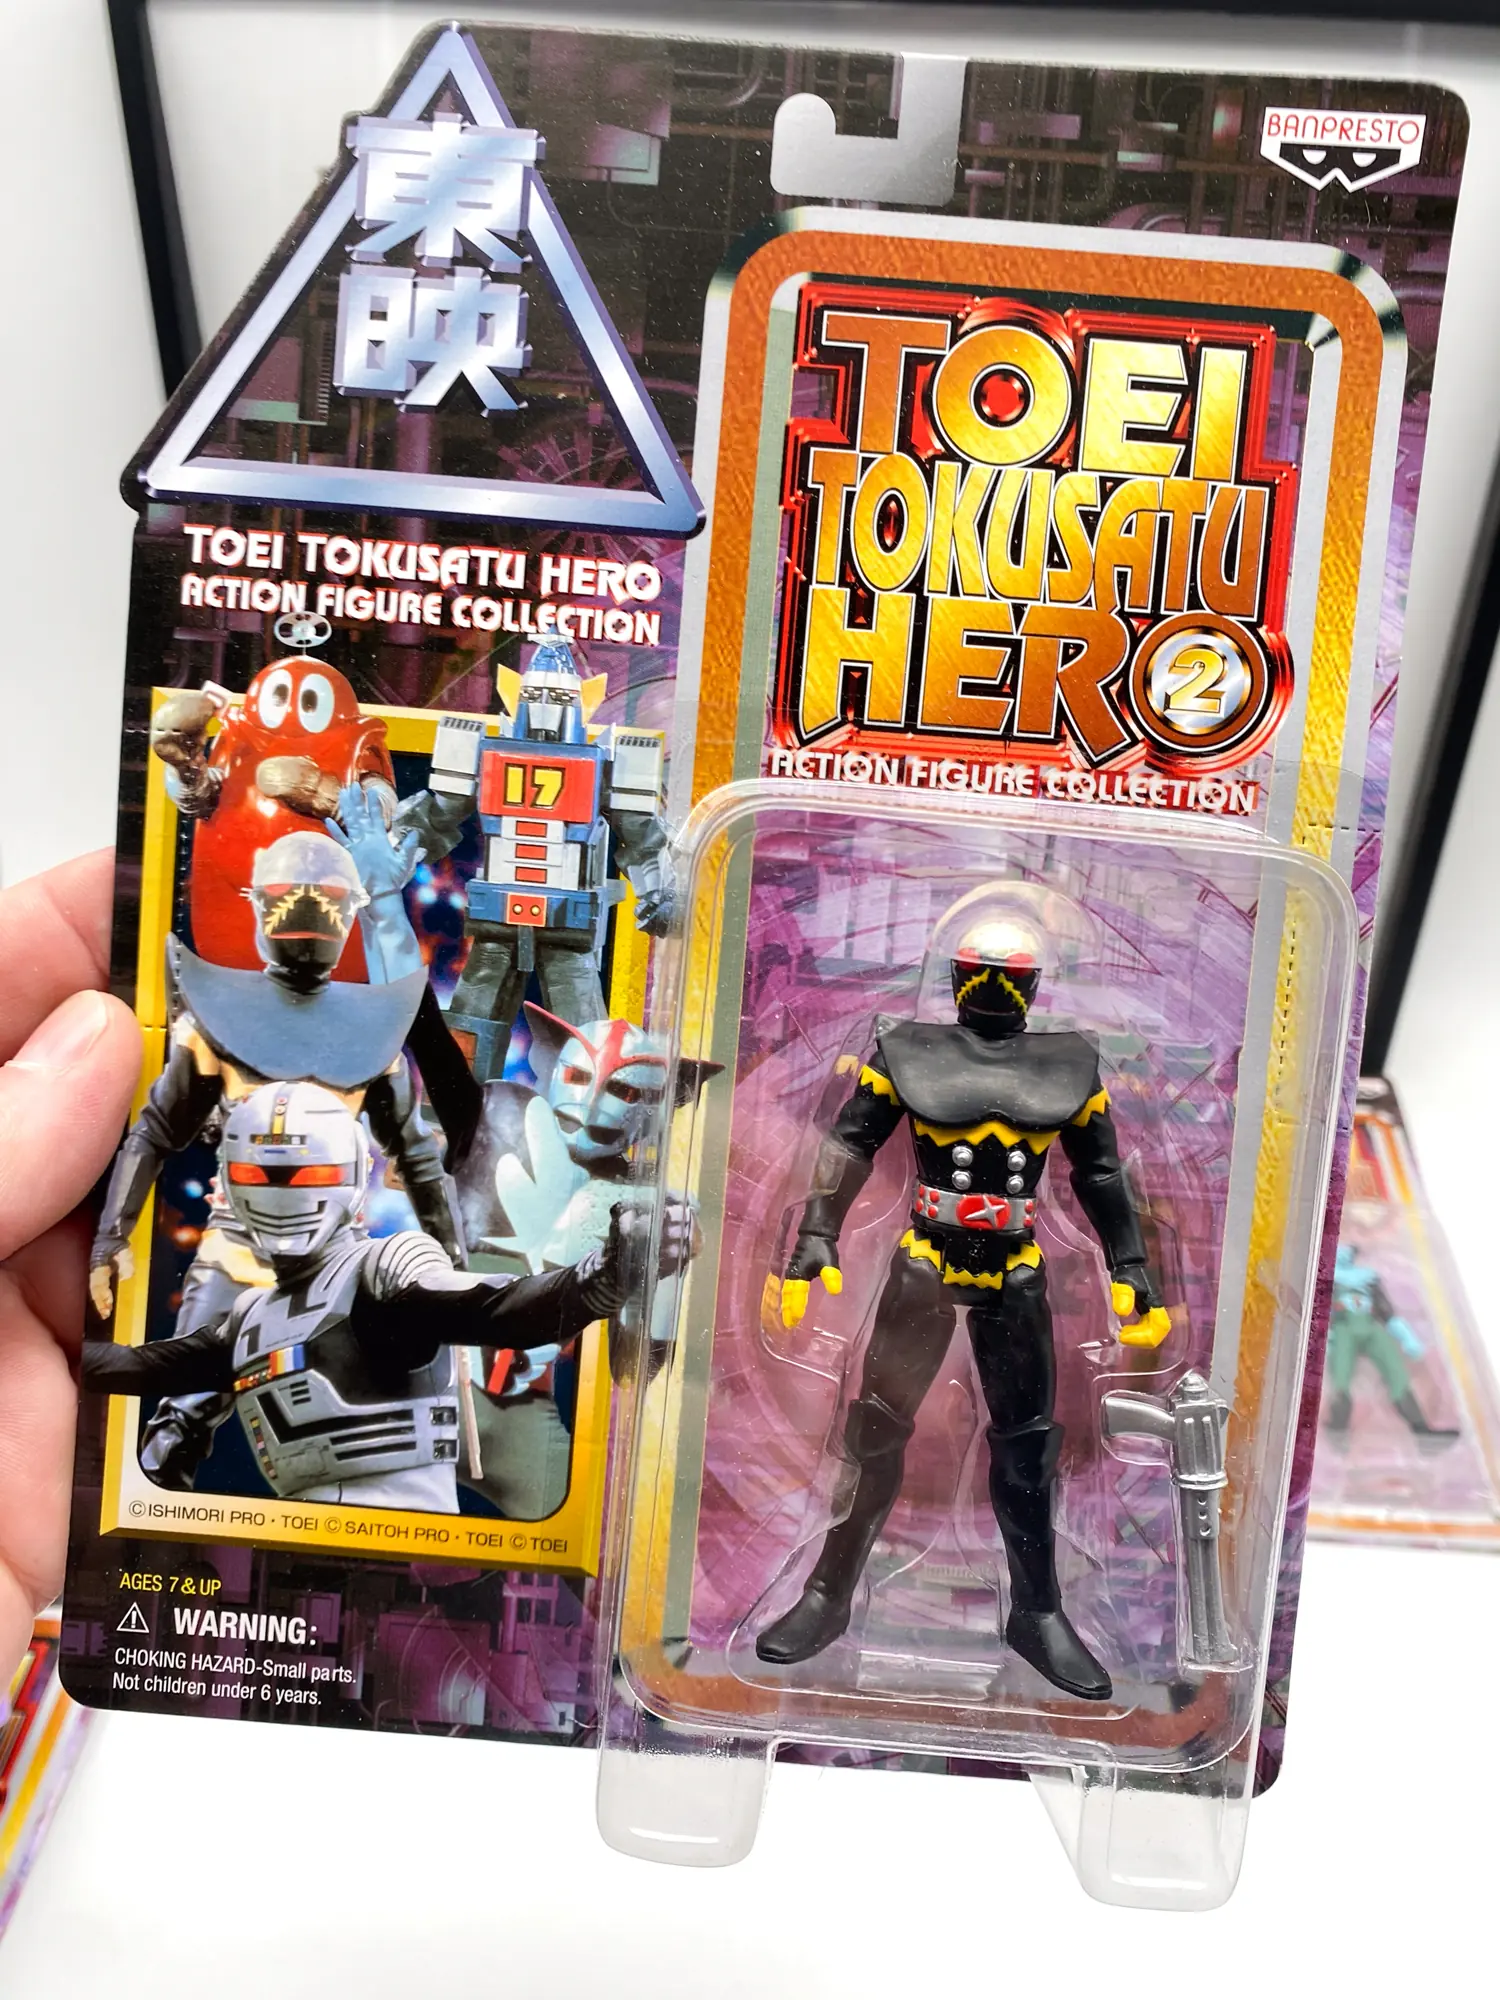 東映
BANPRESTO
TOEI
TOKUSATU
HERO 2
ACTION FIGURE COLLECTION
TOEI TOKUSATU HERO
ACTION FIGURE COLLECTION
17
© ISHIMORI PRO・TOEI © SAITOH PRO・TOEI © TOEI
AGES 7 & UP
WARNING:
CHOKING HAZARD-Small parts.
Not children under 6 years.